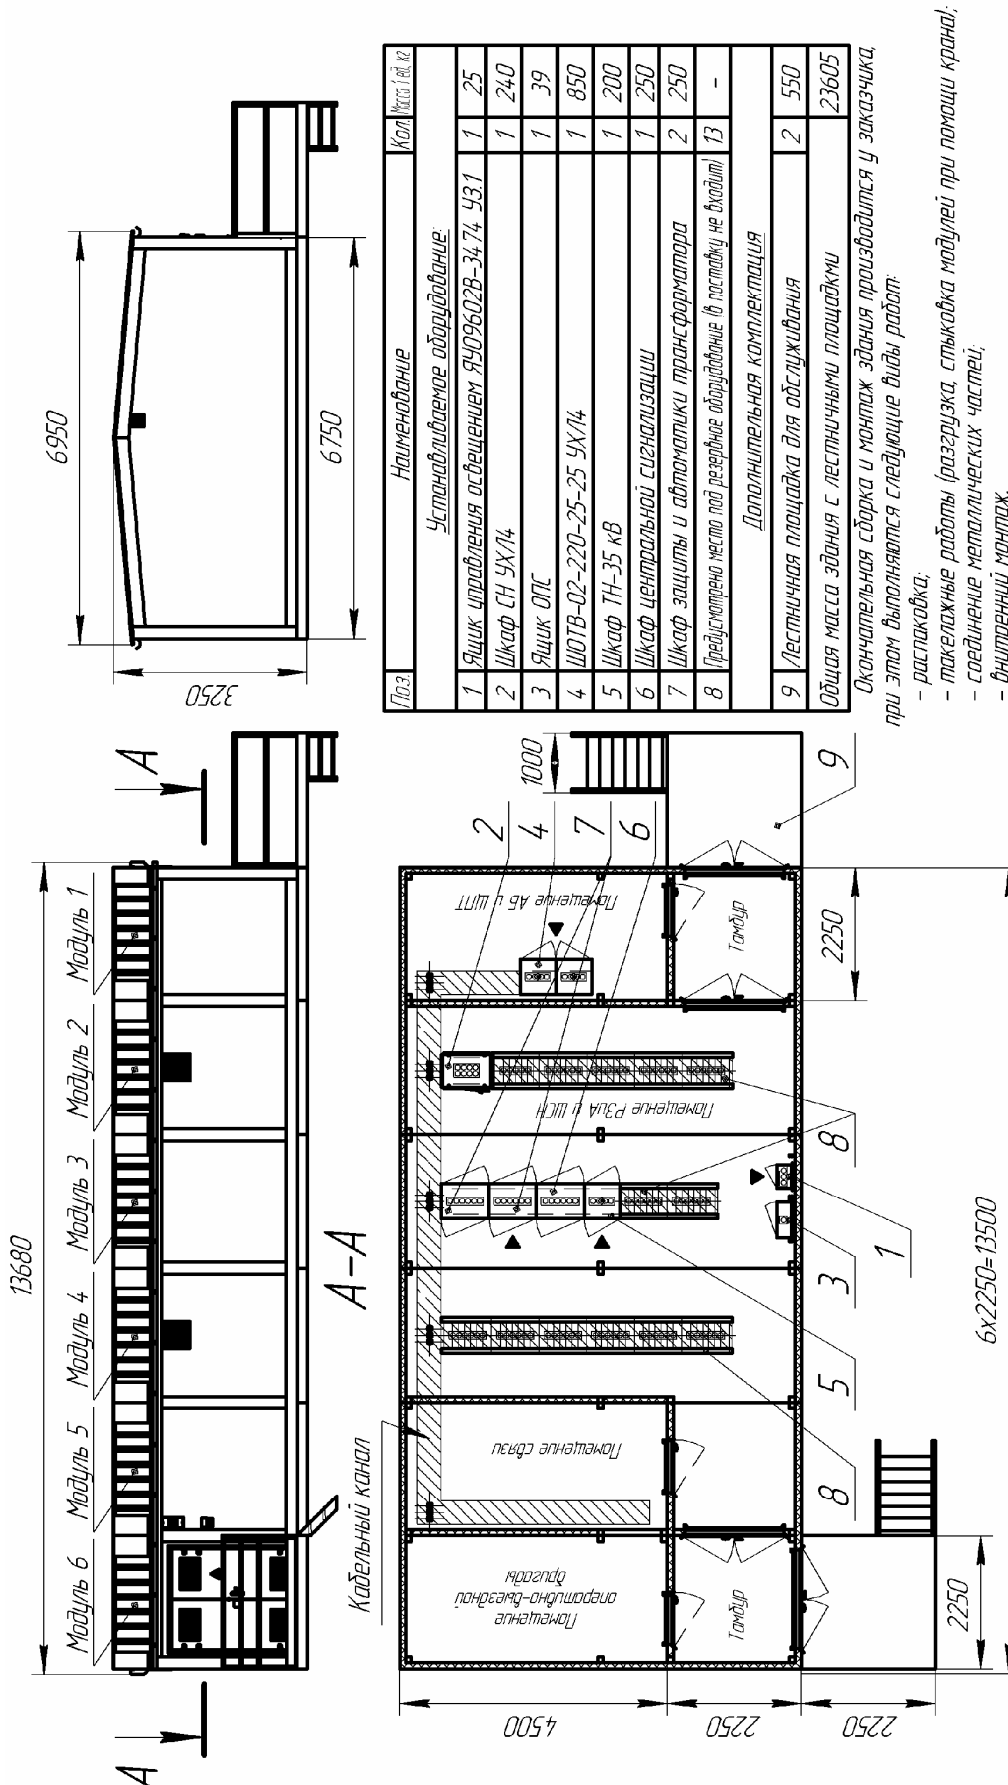 13680
Модуль 6
Модуль 5
Модуль 4
Модуль 3
Модуль 2
Модуль 1
А
А
6950
3250
6750
А-А
Кабельный канал
Помещение
оперативно-выездной
бригады
Помещение связи
Помещение РЗиА и ЩСН
Помещение АБ и ЩПТ
Тамбур
Тамбур
2
4
7
6
1000
9
8
5
3
1
8
4500
2250
2250
2250
2250
6х2250=13500
Поз. Наименование Кол. Масса 1 ед, кг
Устанавливаемое оборудование:
1 Ящик управления освещением ЯУО9602В-3474 У3.1 1 25
2 Шкаф СН УХЛ4 1 240
3 Ящик ОПС 1 39
4 ШОТВ-02-220-25-25 УХЛ4 1 850
5 Шкаф ТН-35 кВ 1 200
6 Шкаф центральной сигнализации 1 250
7 Шкаф защиты и автоматики трансформатора 2 250
8 Предусмотрено место под резервное оборудование (в поставку не входит) 13 -
Дополнительная комплектация
9 Лестничная площадка для обслуживания 2 550
Общая масса здания с лестничными площадкми 23605
Окончательная сборка и монтаж здания производится у заказчика,
при этом выполняются следующие виды работ:
- распаковка;
- такелажные работы (разгрузка, стыковка модулей при помощи крана);
- соединение металлических частей;
- внутренний монтаж.